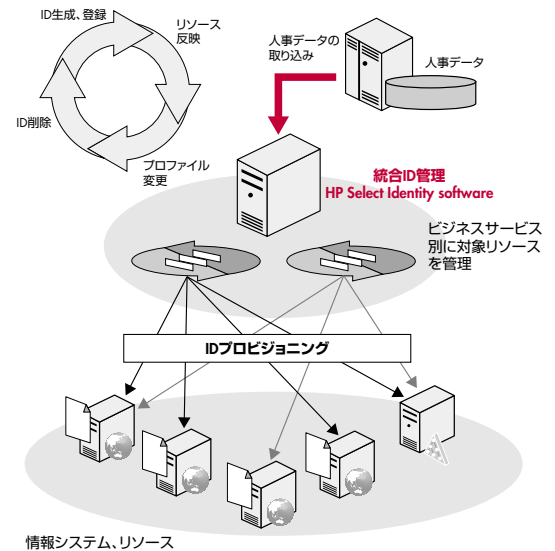 ID生成、登録
リソース
反映
ID削除
プロファイル
変更
人事データの
取り込み
人事データ
統合ID管理
HP Select Identity software
ビジネスサービス
別に対象リソース
を管理
IDプロビジョニング
情報システム、リソース